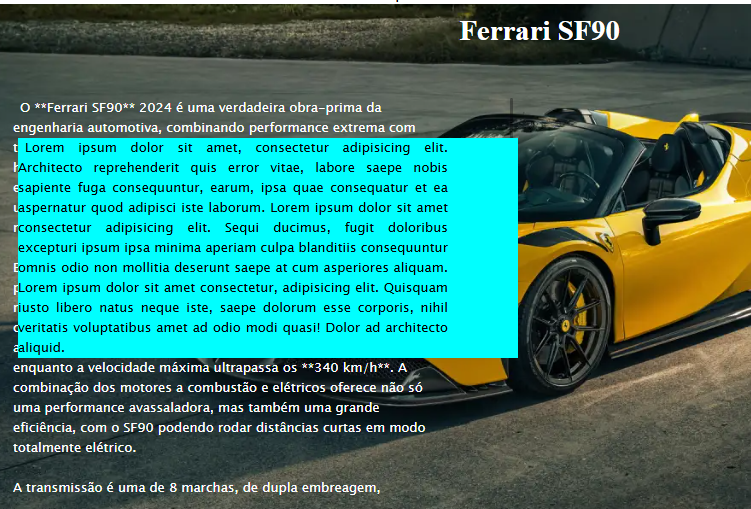 Ferrari SF90
O **Ferrari SF90** 2024 é uma verdadeira obra-prima da
engenharia automotiva, combinando performance extrema com
Lorem ipsum dolor sit amet, consectetur adipisicing elit.
Architecto reprehenderit quis error vitae, labore saepe nobis
sapiente fuga consequuntur, earum, ipsa quae consequatur et ea
aspernatur quod adipisci iste laborum. Lorem ipsum dolor sit amet
consectetur adipisicing elit. Sequi ducimus, fugit doloribus
excepturi ipsum ipsa minima aperiam culpa blanditiis consequuntur
omnis odio non mollitia deserunt saepe at cum asperiores aliquam.
Lorem ipsum dolor sit amet consectetur, adipisicing elit. Quisquam
iusto libero natus neque iste, saepe dolorum esse corporis, nihil
veritatis voluptatibus amet ad odio modi quasi! Dolor ad architecto
aliquid.
enquanto a velocidade máxima ultrapassa os **340 km/h**. A
combinação dos motores a combustão e elétricos oferece não só
uma performance avassaladora, mas também uma grande
eficiência, com o SF90 podendo rodar distâncias curtas em modo
totalmente elétrico.
A transmissão é uma de 8 marchas, de dupla embreagem,